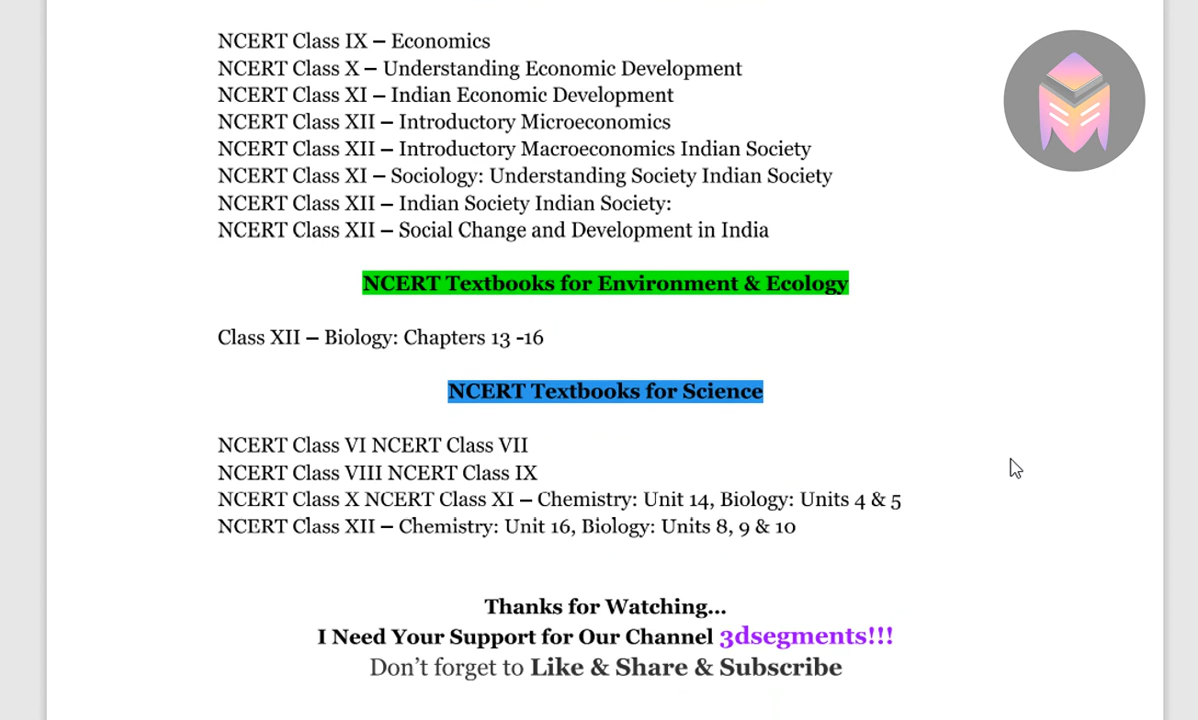 NCERT Class IX – Economics
NCERT Class X – Understanding Economic Development
NCERT Class XI – Indian Economic Development
NCERT Class XII – Introductory Microeconomics
NCERT Class XII – Introductory Macroeconomics Indian Society
NCERT Class XI – Sociology: Understanding Society Indian Society
NCERT Class XII – Indian Society Indian Society:
NCERT Class XII – Social Change and Development in India
NCERT Textbooks for Environment & Ecology
Class XII – Biology: Chapters 13 -16
NCERT Textbooks for Science
NCERT Class VI NCERT Class VII
NCERT Class VIII NCERT Class IX
NCERT Class X NCERT Class XI – Chemistry: Unit 14, Biology: Units 4 & 5
NCERT Class XII – Chemistry: Unit 16, Biology: Units 8, 9 & 10
Thanks for Watching...
I Need Your Support for Our Channel 3dsegments!!!
Don’t forget to Like & Share & Subscribe